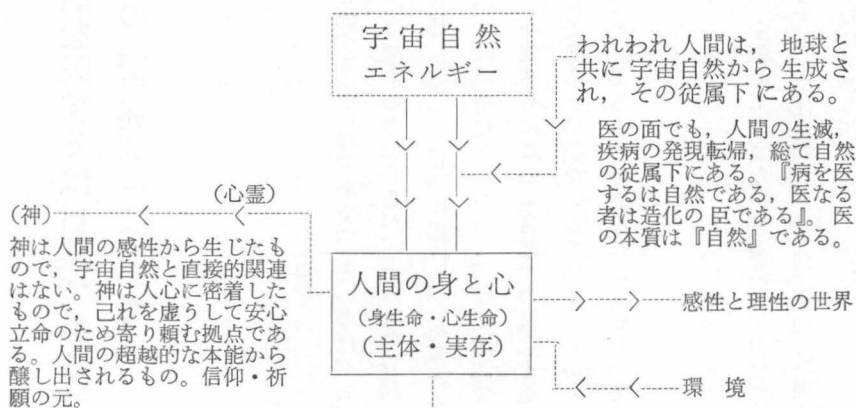 宇宙自然
エネルギー
われわれ人間は，地球と
共に宇宙自然から生成さ
れ，その従属下にある。
医の面でも，人間の生滅，
疾病の発現転帰，総て自然
の従属下にある。『病を医
するは自然である，医なる
者は造化の臣である』。医
の本質は『自然』である。
（心霊）
（神）
神は人間の感性から生じたも
ので，宇宙自然と直接的関連
はない。神は人心に密着した
もので，己れを虚うして安心
立命のため寄り頼む拠点であ
る。人間の超越的な本能から
醸し出されるもの。信仰・祈
願の元。
人間の身と心
（身生命・心生命）
（主体・実存）
感性と理性の世界
環境